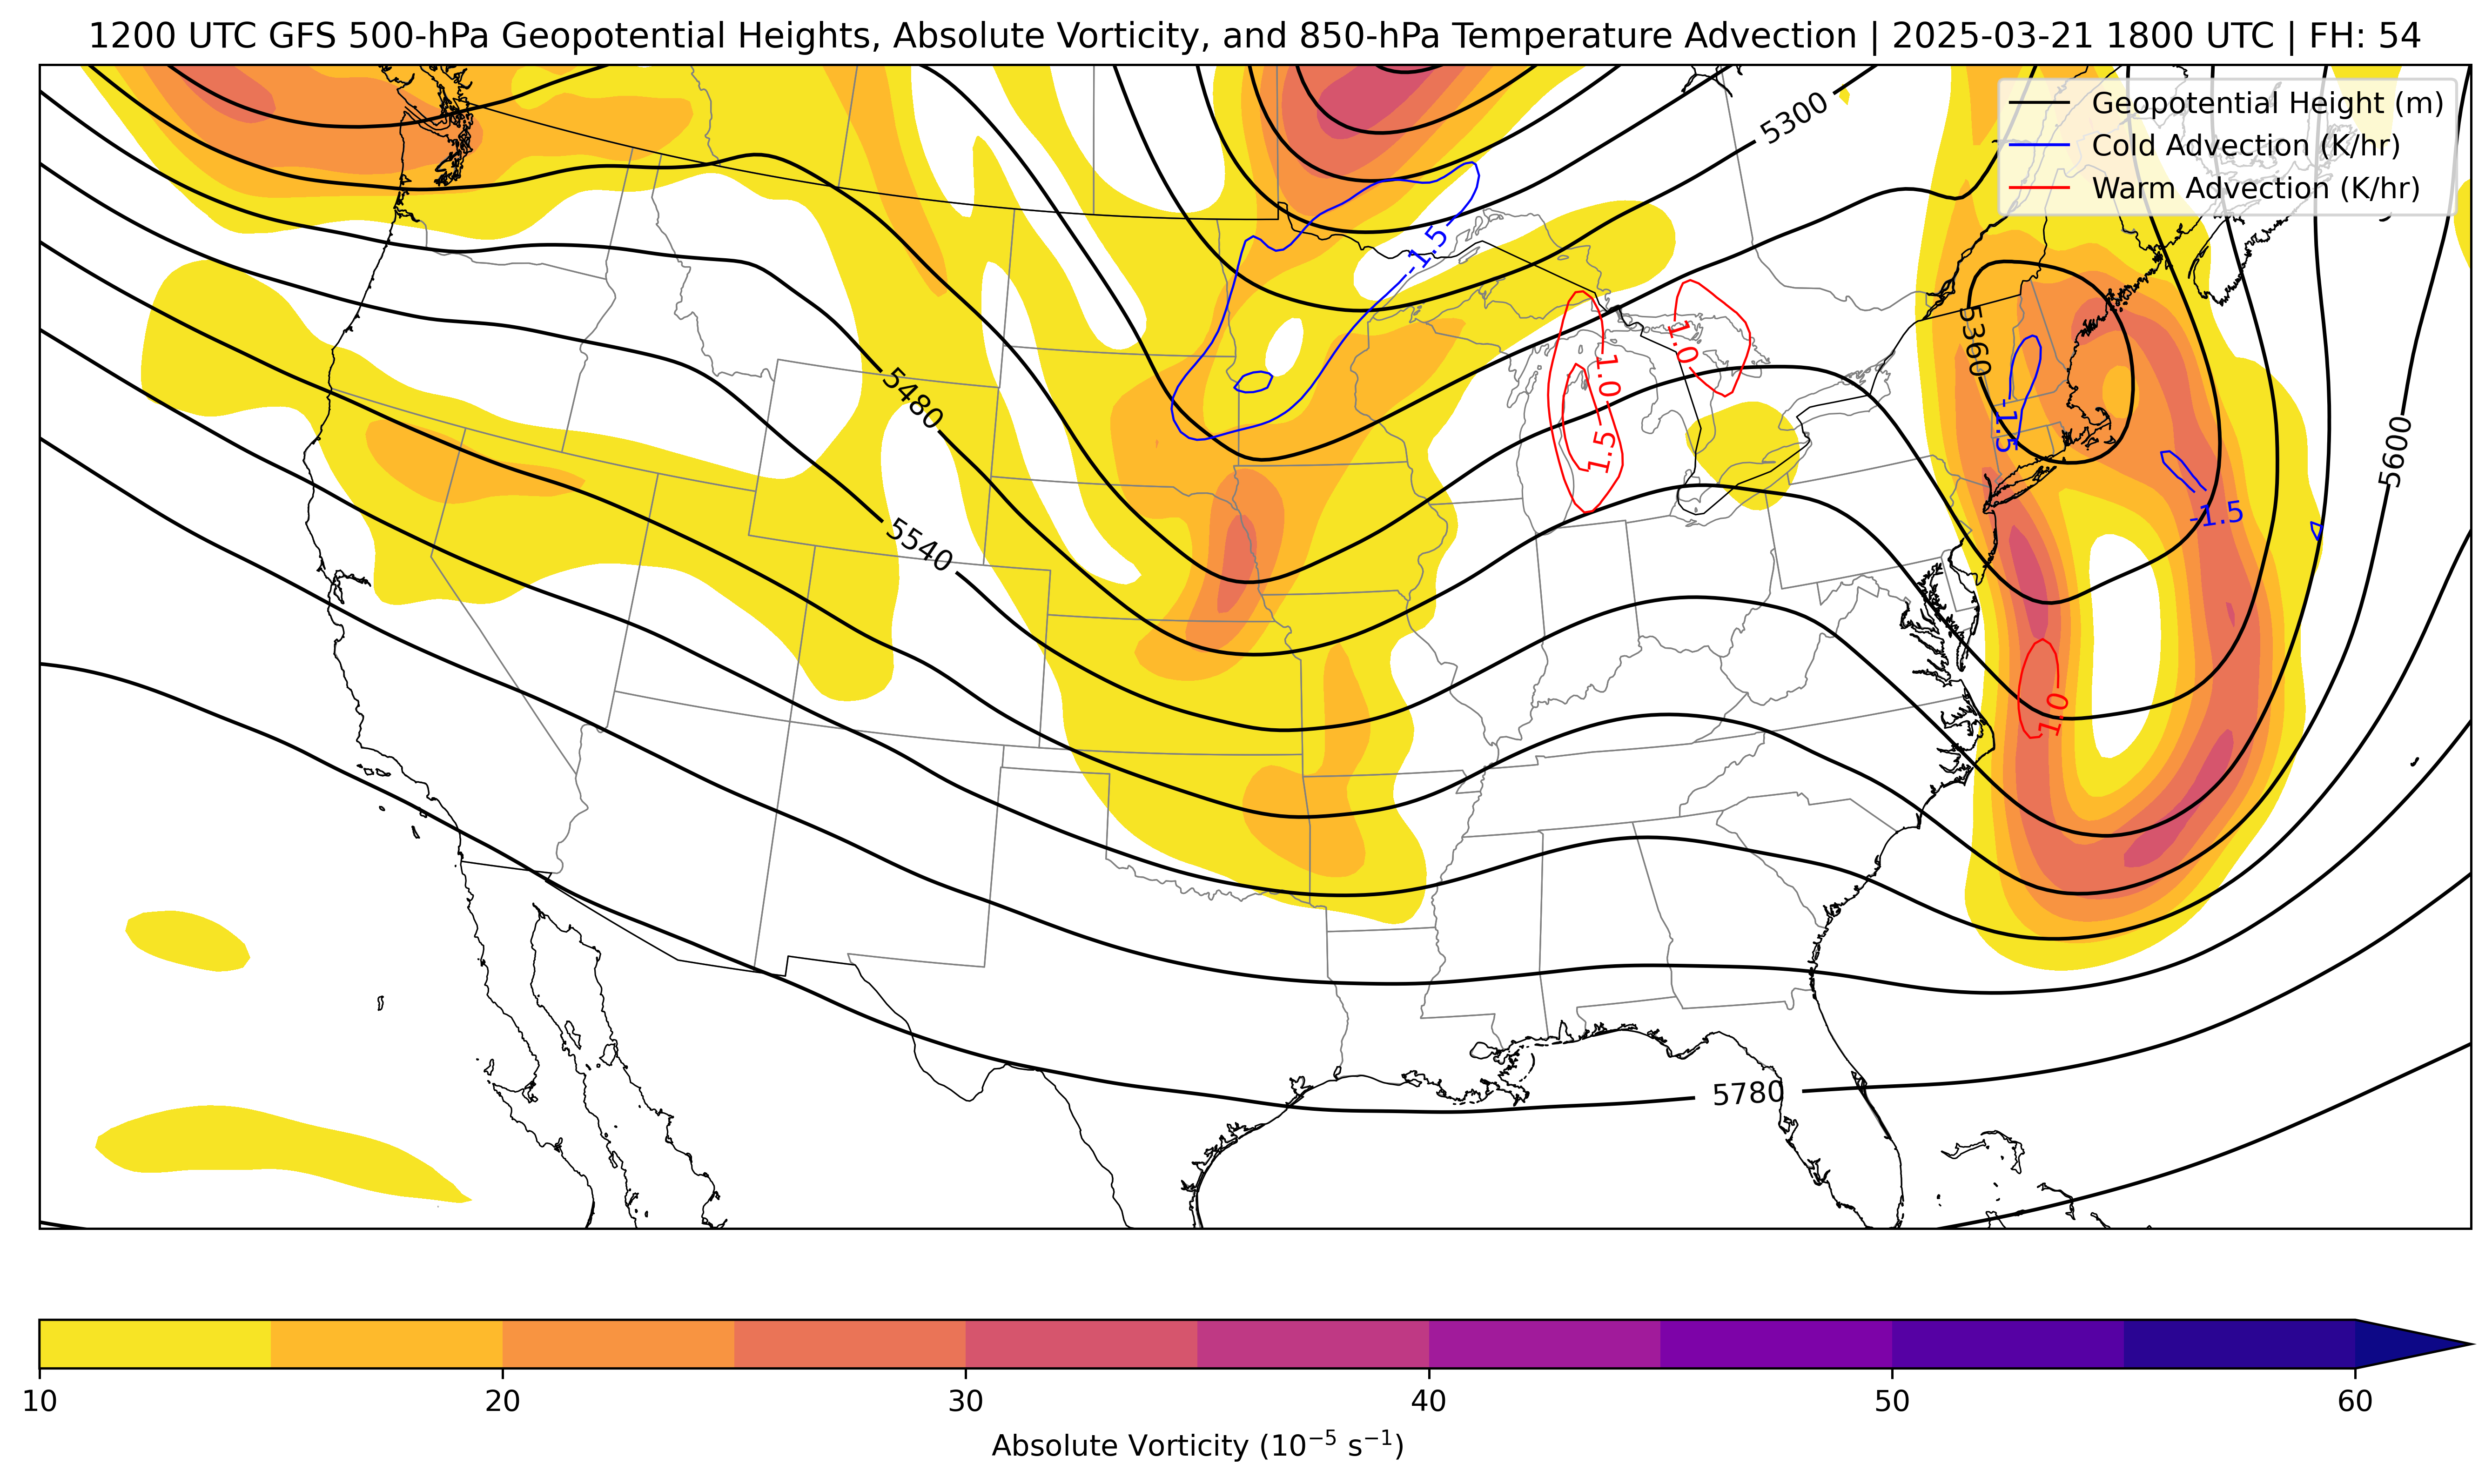 1200 UTC GFS 500-hPa Geopotential Heights, Absolute Vorticity, and 850-hPa Temperature Advection | 2025-03-21 1800 UTC | FH: 54
Geopotential Height (m)
Cold Advection (K/hr)
Warm Advection (K/hr)
5300
-1.5
1.0
1.0
5360
5480
-1.5
1.5
5600
-1.5
5540
1.0
5780
10 20 30 40 50 60
Absolute Vorticity (10⁻⁵ s⁻¹)